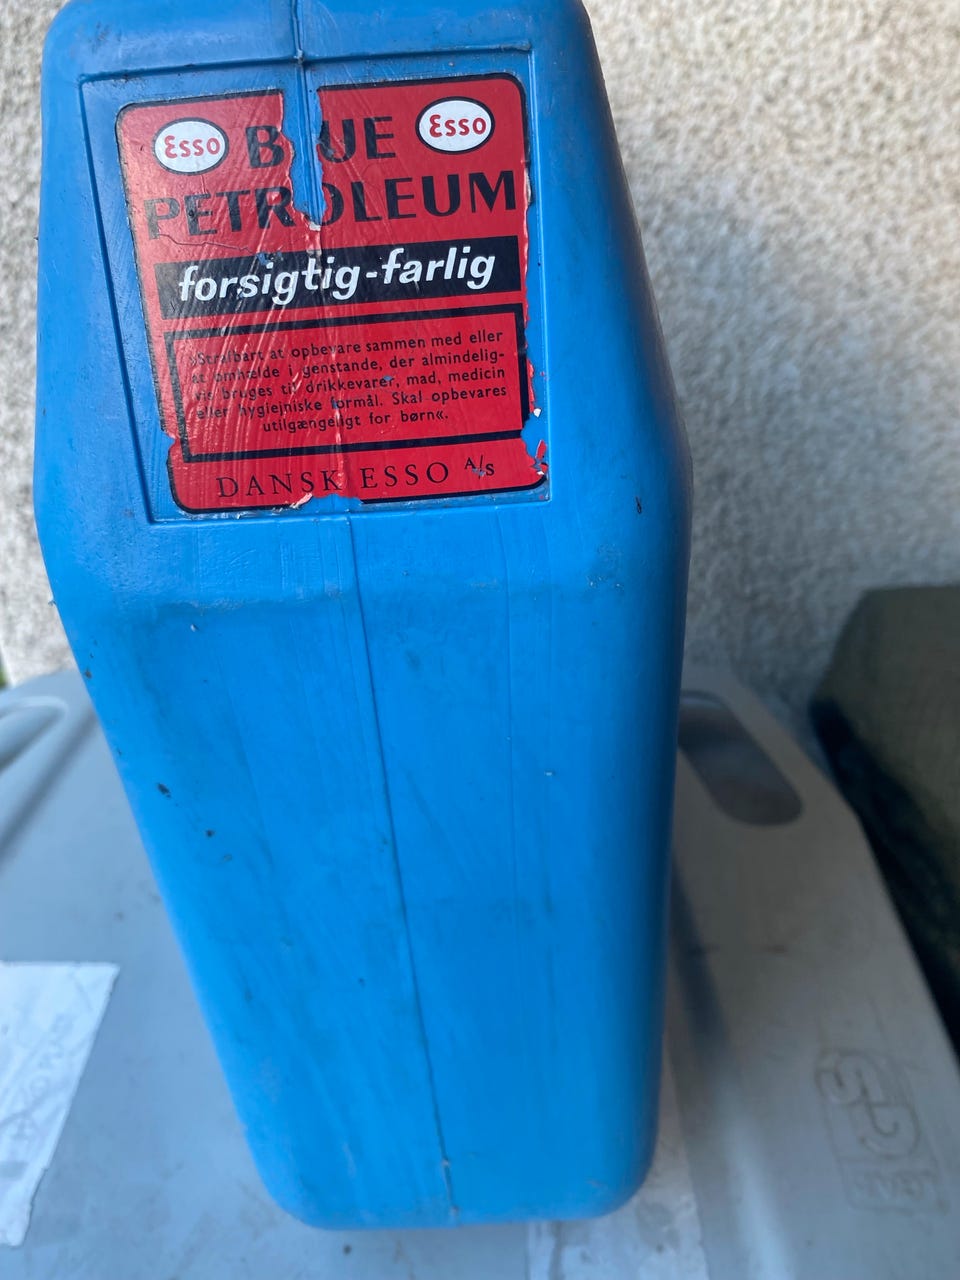 Esso BLUE Esso
PETROLEUM
forsigtig-farlig
»Strafbart at opbevare sammen med eller
at omhælde i genstande, der almindelig-
vis bruges til drikkevarer, mad, medicin
eller hygiejniske formål. Skal opbevares
utilgængeligt for børn«.
DANSK ESSO A/S